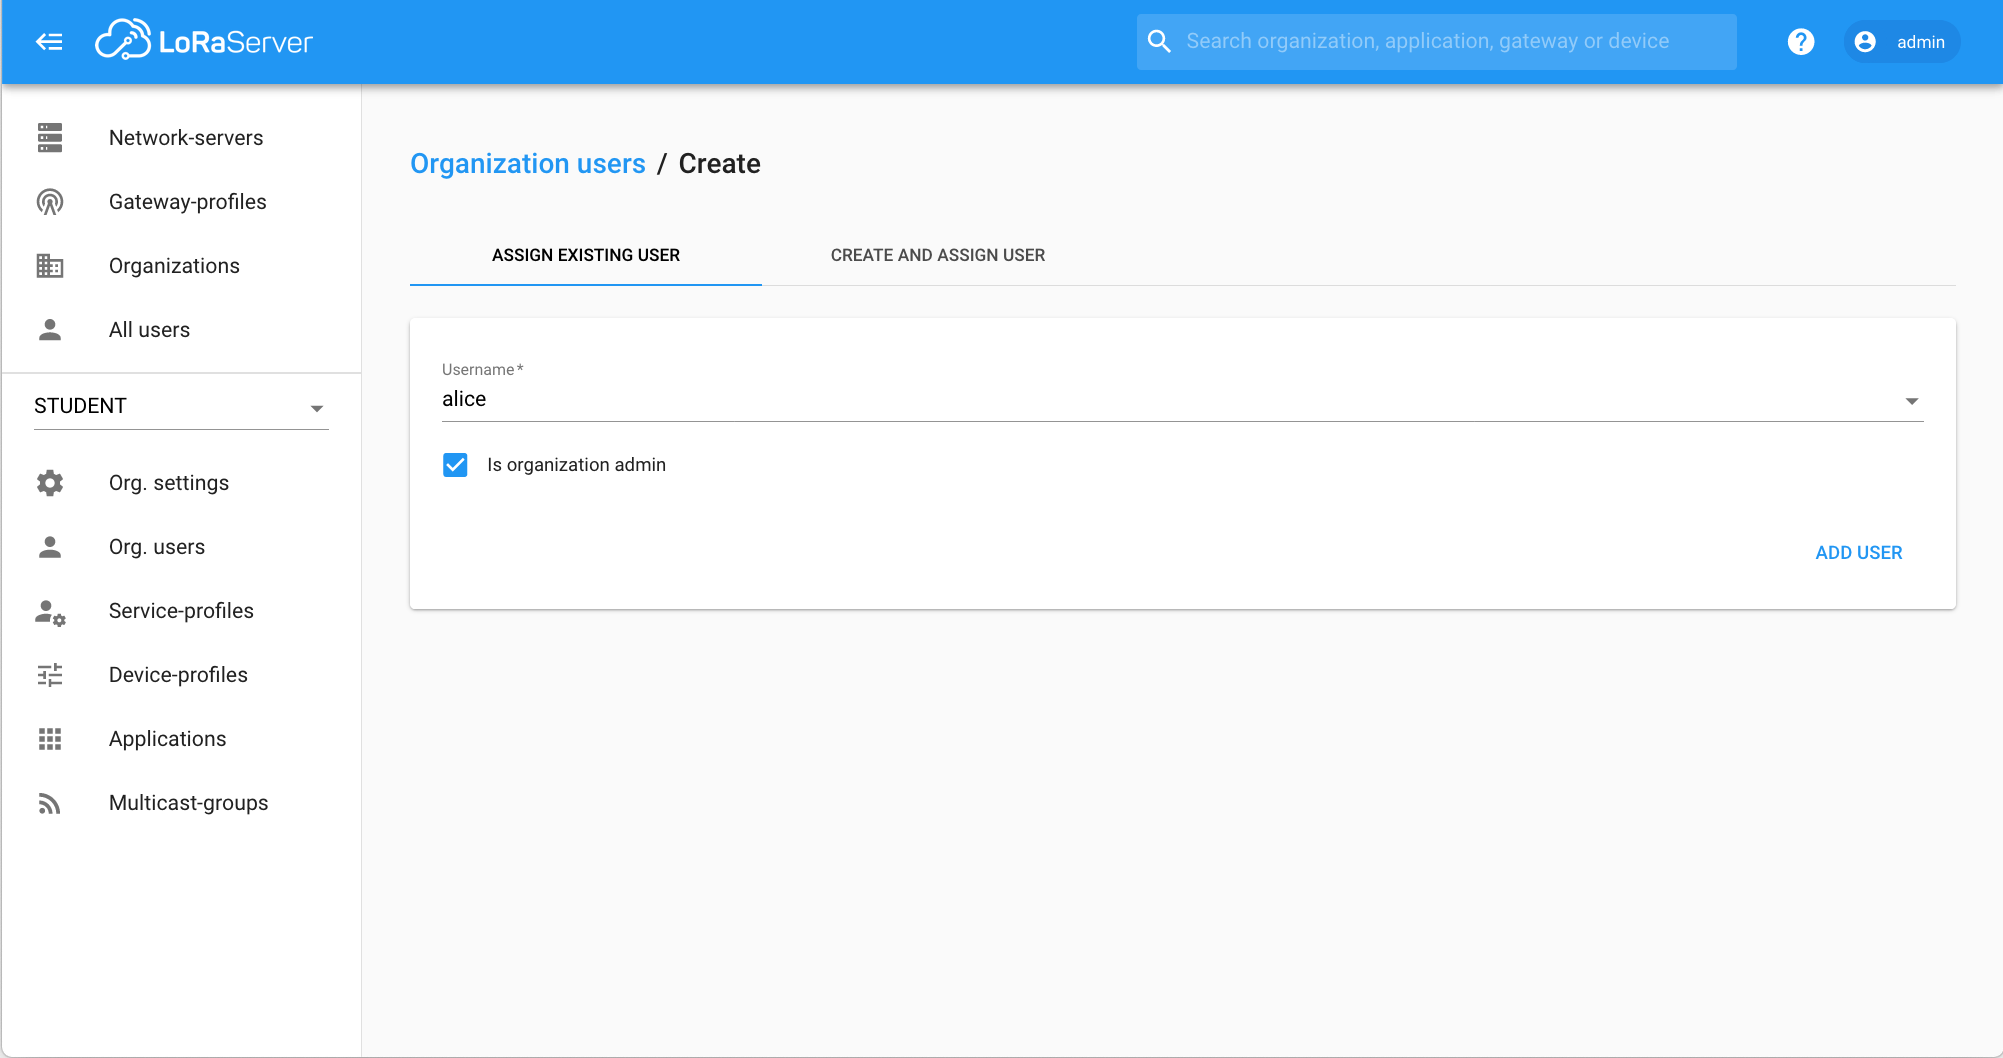 LoRaServer
Search organization, application, gateway or device
?
admin
Network-servers
Gateway-profiles
Organizations
All users
STUDENT
Org. settings
Org. users
Service-profiles
Device-profiles
Applications
Multicast-groups
Organization users / Create
ASSIGN EXISTING USER
CREATE AND ASSIGN USER
Username *
alice
Is organization admin
ADD USER